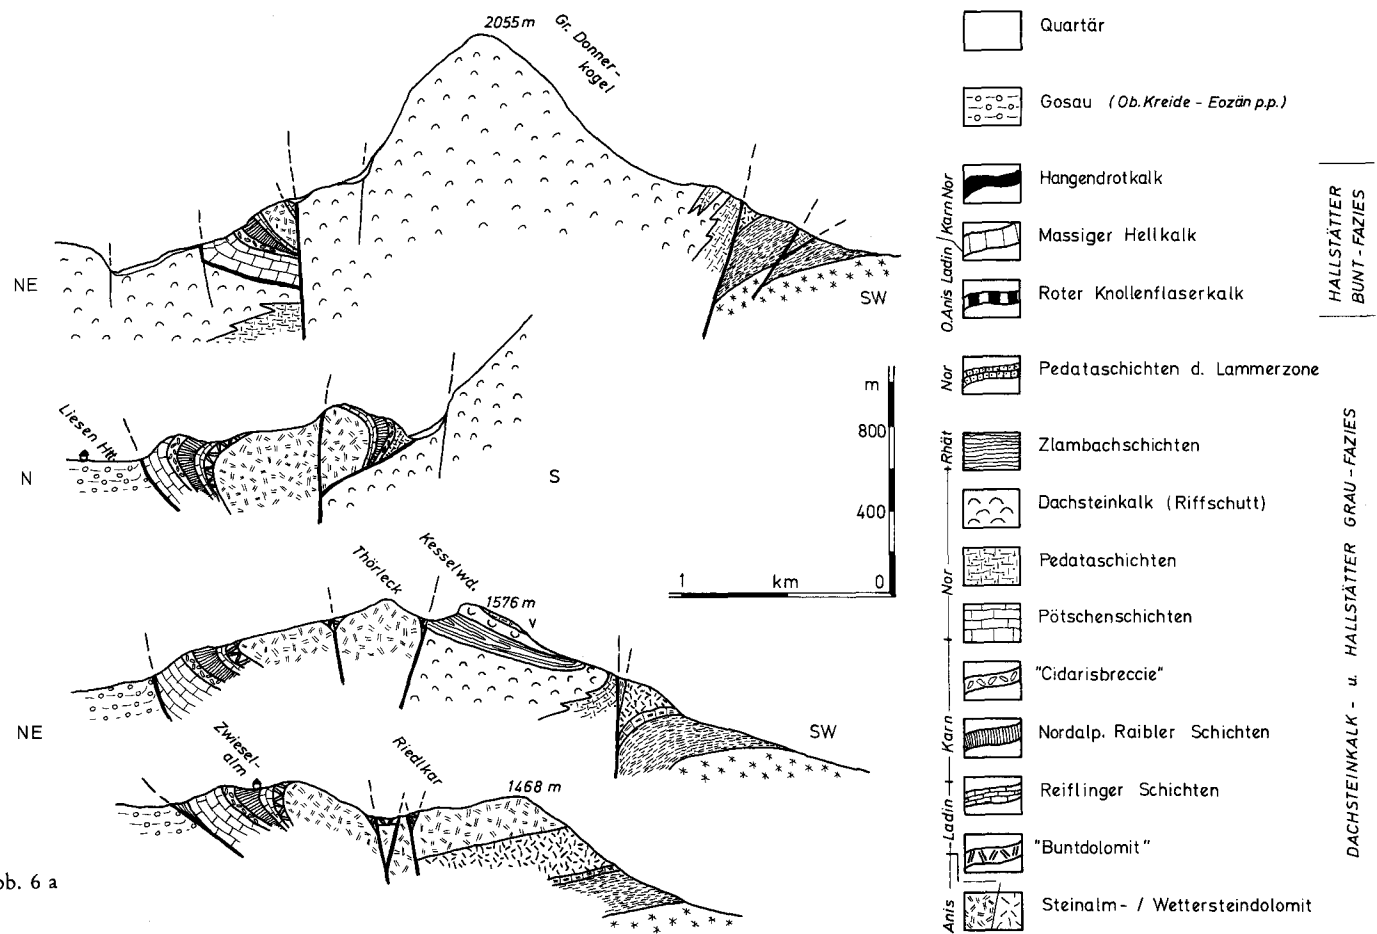 2055 m
Gr. Donner-
kogel
NE
SW
Liesen Htt.
N
S
m
800
400
0
1
km
Thörleck
Kesselwd.
1576 m
NE
SW
Zwiesel-
alm
Riedlkar
1468 m
bb. 6 a
Quartär
Gosau (Ob. Kreide - Eozän p.p.)
Hangendrotkalk
Massiger Hellkalk
Roter Knollenflaserkalk
Pedataschichten d. Lammerzone
Zlambachschichten
Dachsteinkalk (Riffschutt)
Pedataschichten
Pötschenschichten
"Cidarisbreccie"
Nordalp. Raibler Schichten
Reiflinger Schichten
"Buntdolomit"
Steinalm- / Wettersteindolomit
O.Anis Ladin Karn Nor
Nor
Rhät
Nor
Karn
Ladin
Anis
HALLSTÄTTER
BUNT-FAZIES
DACHSTEINKALK- u. HALLSTÄTTER GRAU-FAZIES